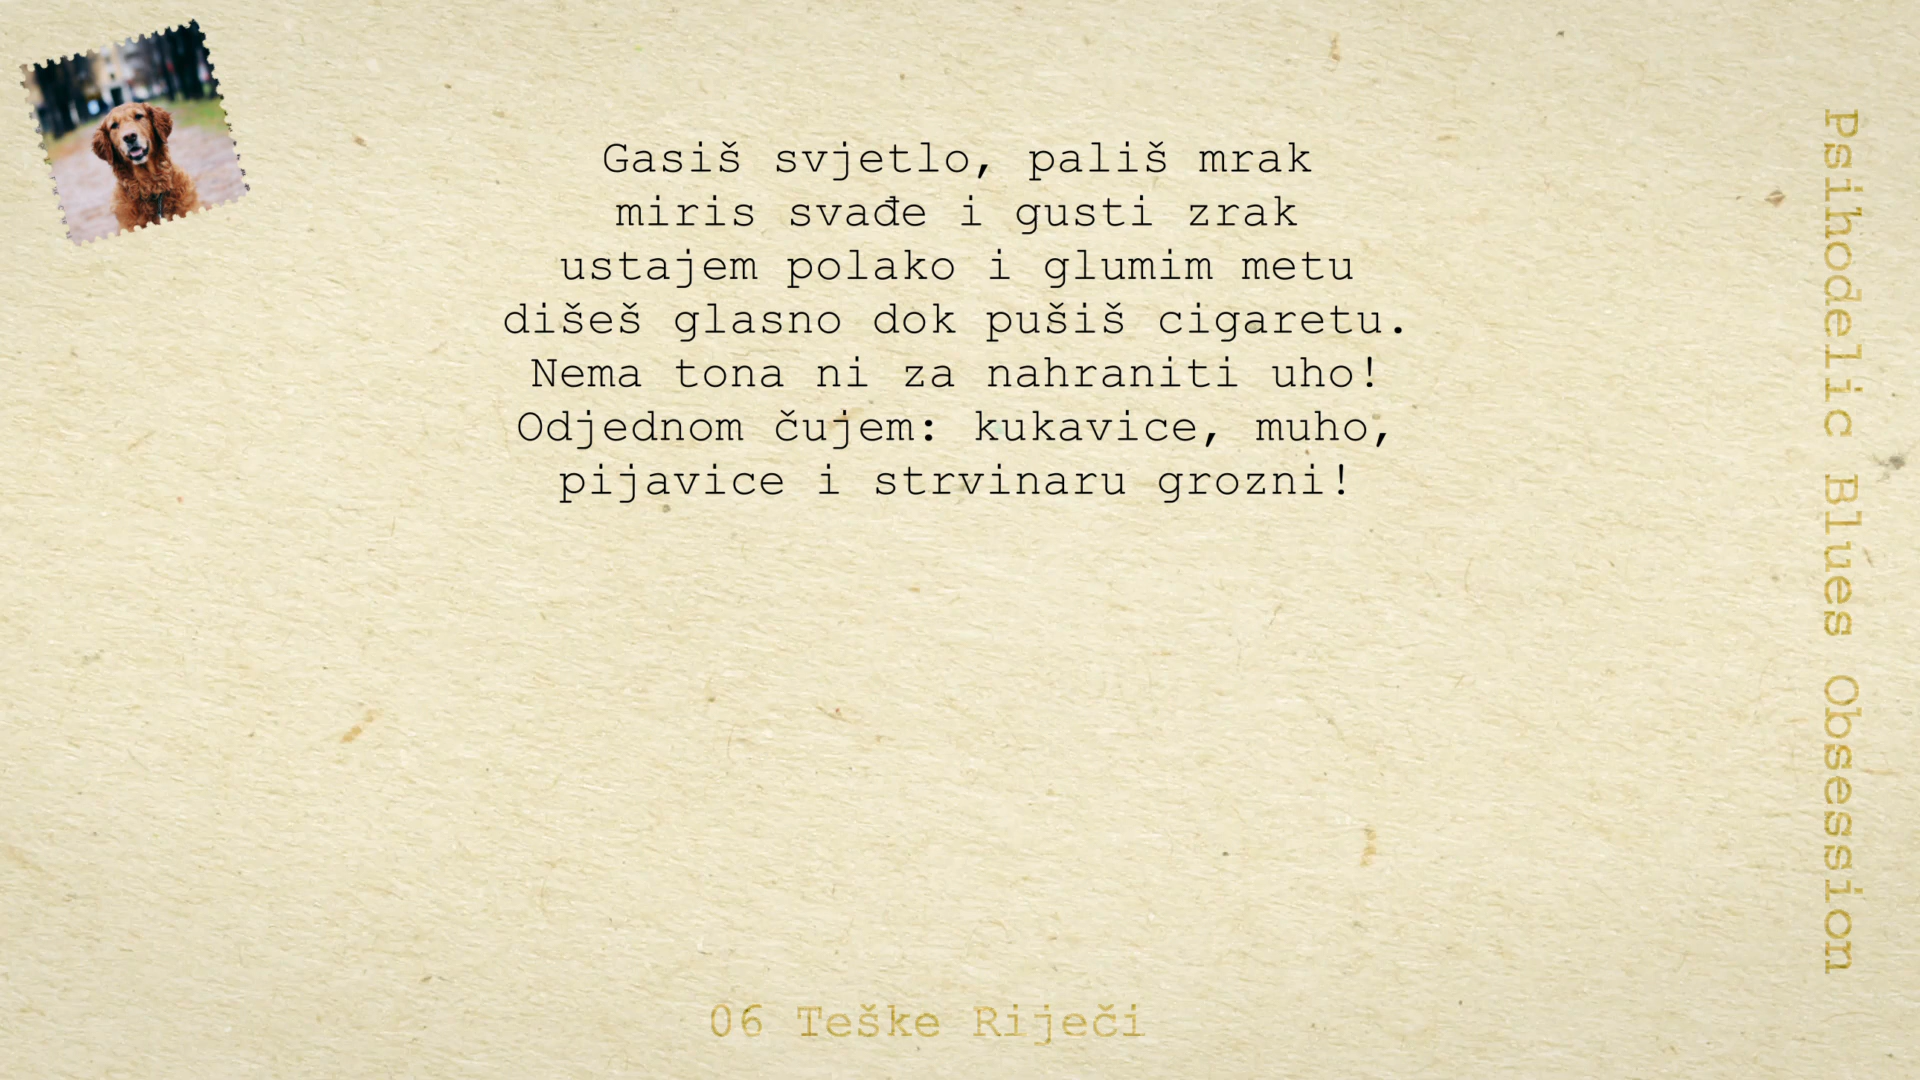 Gasiš svjetlo, pališ mrak
miris svađe i gusti zrak
ustajem polako i glumim metu
dišeš glasno dok pušiš cigaretu.
Nema tona ni za nahraniti uho!
Odjednom čujem: kukavice, muho,
pijavice i strvinaru grozni!
Psihodelic Blues Obsession
06 Teške Riječi